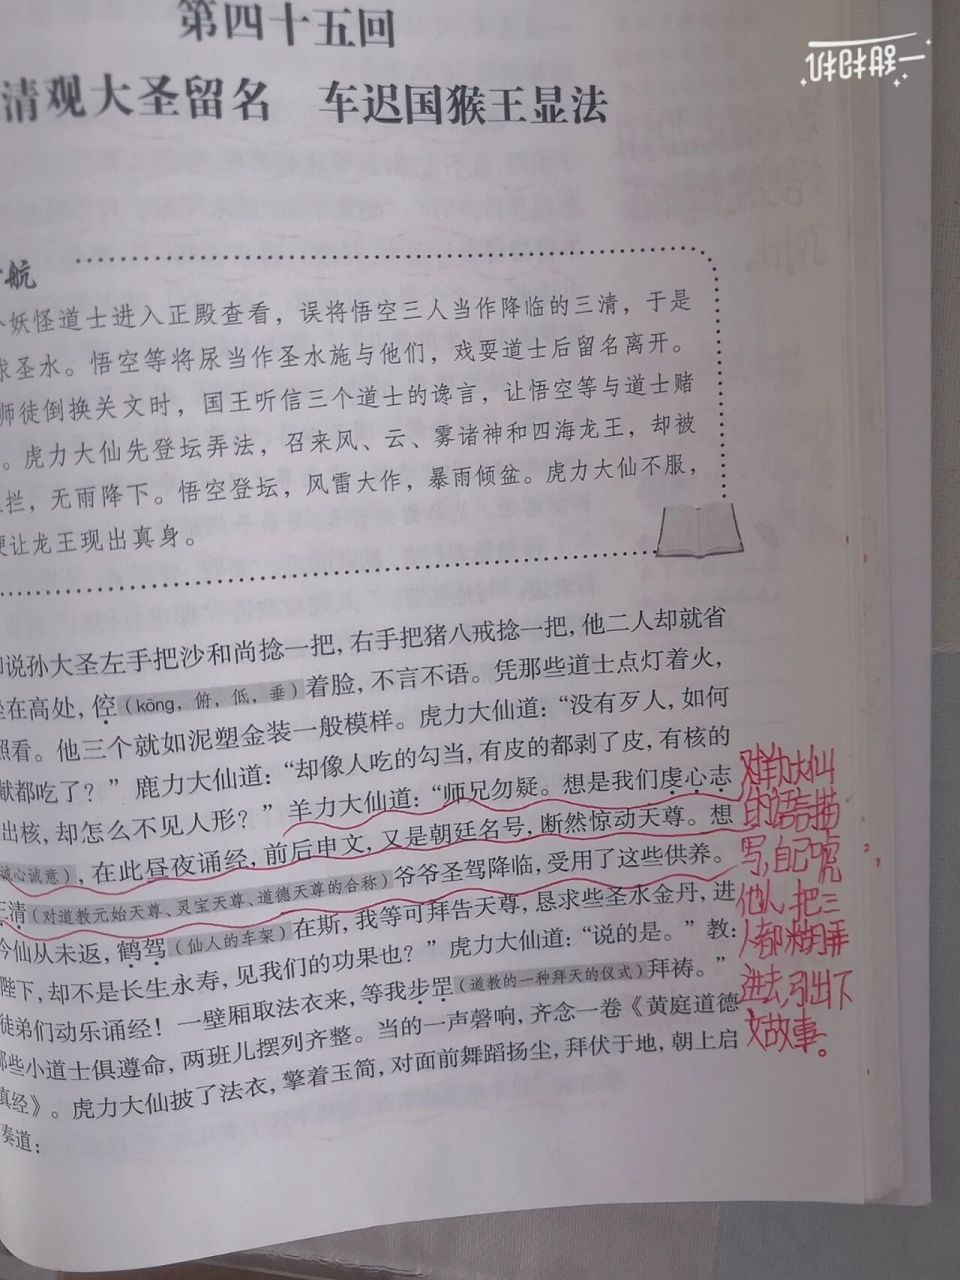 第四十五回
清观大圣留名 车迟国猴王显法
咔咔胖一
航
妖怪道士进入正殿查看，误将悟空三人当作降临的三清，于是
求圣水。悟空等将尿当作圣水施与他们，戏耍道士后留名离开。
师徒倒换关文时，国王听信三个道士的谗言，让悟空等与道士赌
。虎力大仙先登坛弄法，召来风、云、雾诸神和四海龙王，却被
拦，无雨降下。悟空登坛，风雷大作，暴雨倾盆。虎力大仙不服，
便让龙王现出真身。
却说孙大圣左手把沙和尚捻一把，右手把猪八戒捻一把，他二人却就省
坐在高处，倥（kōng，俯，低，垂）着脸，不言不语。凭那些道士点灯着火，
照看。他三个就如泥塑金装一般模样。虎力大仙道：“没有歹人，如何
献都吃了？”鹿力大仙道：“却像人吃的勾当，有皮的都剥了皮，有核的
出核，却怎么不见人形？”羊力大仙道：“师兄勿疑。想是我们虔心志
诚心诚意），在此昼夜诵经，前后申文，又是朝廷名号，断然惊动天尊。想
三清（对道教元始天尊、灵宝天尊、道德天尊的合称）爷爷圣驾降临，受用了这些供养。
今仙从未返，鹤驾（仙人的车架）在斯，我等可拜告天尊，恳求些圣水金丹，进
陛下，却不是长生永寿，见我们的功果也？”虎力大仙道：“说的是。”教：
徒弟们动乐诵经！一壁厢取法衣来，等我步罡（道教的一种拜天的仪式）拜祷。”
那些小道士俱遵命，两班儿摆列齐整。当的一声磬响，齐念一卷《黄庭道德
真经》。虎力大仙披了法衣，擎着玉简，对面前舞蹈扬尘，拜伏于地，朝上启
奏道：
对羊力大仙
的语言描
写，自己唬
他人，把三
人都糊弄
进去，引出下
文故事。